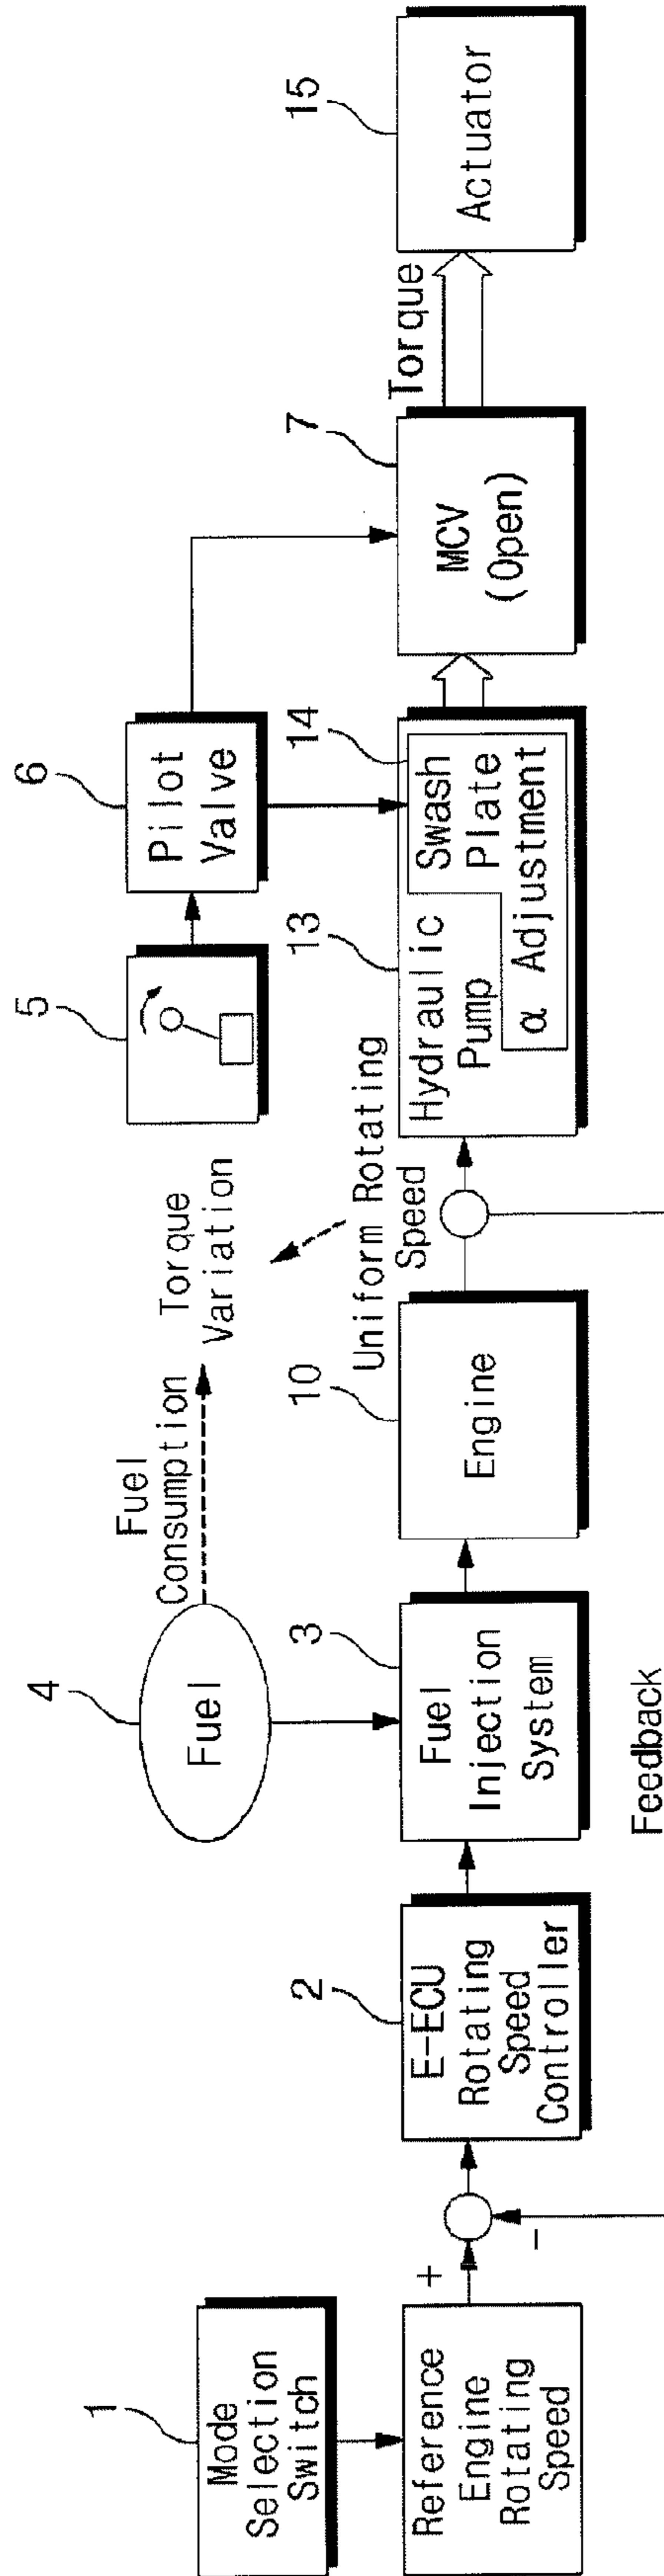 1
Mode
Selection
Switch
Reference
Engine
Rotating
Speed
+
-
2
E-ECU
Rotating
Speed
Controller
4
Fuel
Fuel
Consumption
Torque
Variation
3
Fuel
Injection
System
Feedback
10
Engine
Uniform Rotating
Speed
5
6
Pilot
Valve
13
Hydraulic
Pump
14
Swash
Plate
α Adjustment
7
MCV
(Open)
Torque
15
Actuator